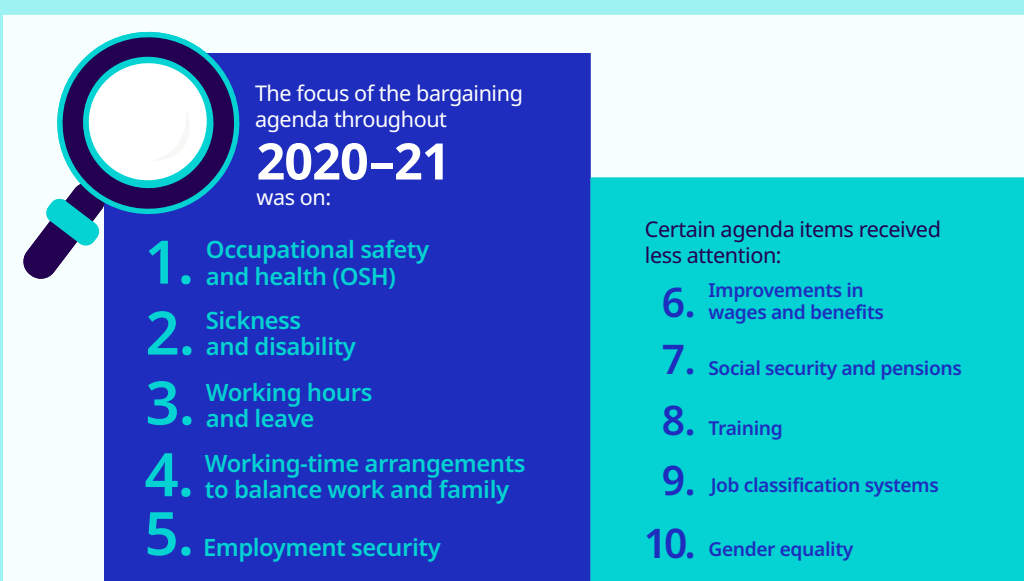 The focus of the bargaining
agenda throughout
2020–21
was on:
1. Occupational safety
and health (OSH)
2. Sickness
and disability
3. Working hours
and leave
4. Working-time arrangements
to balance work and family
5. Employment security
Certain agenda items received
less attention:
6. Improvements in
wages and benefits
7. Social security and pensions
8. Training
9. Job classification systems
10. Gender equality